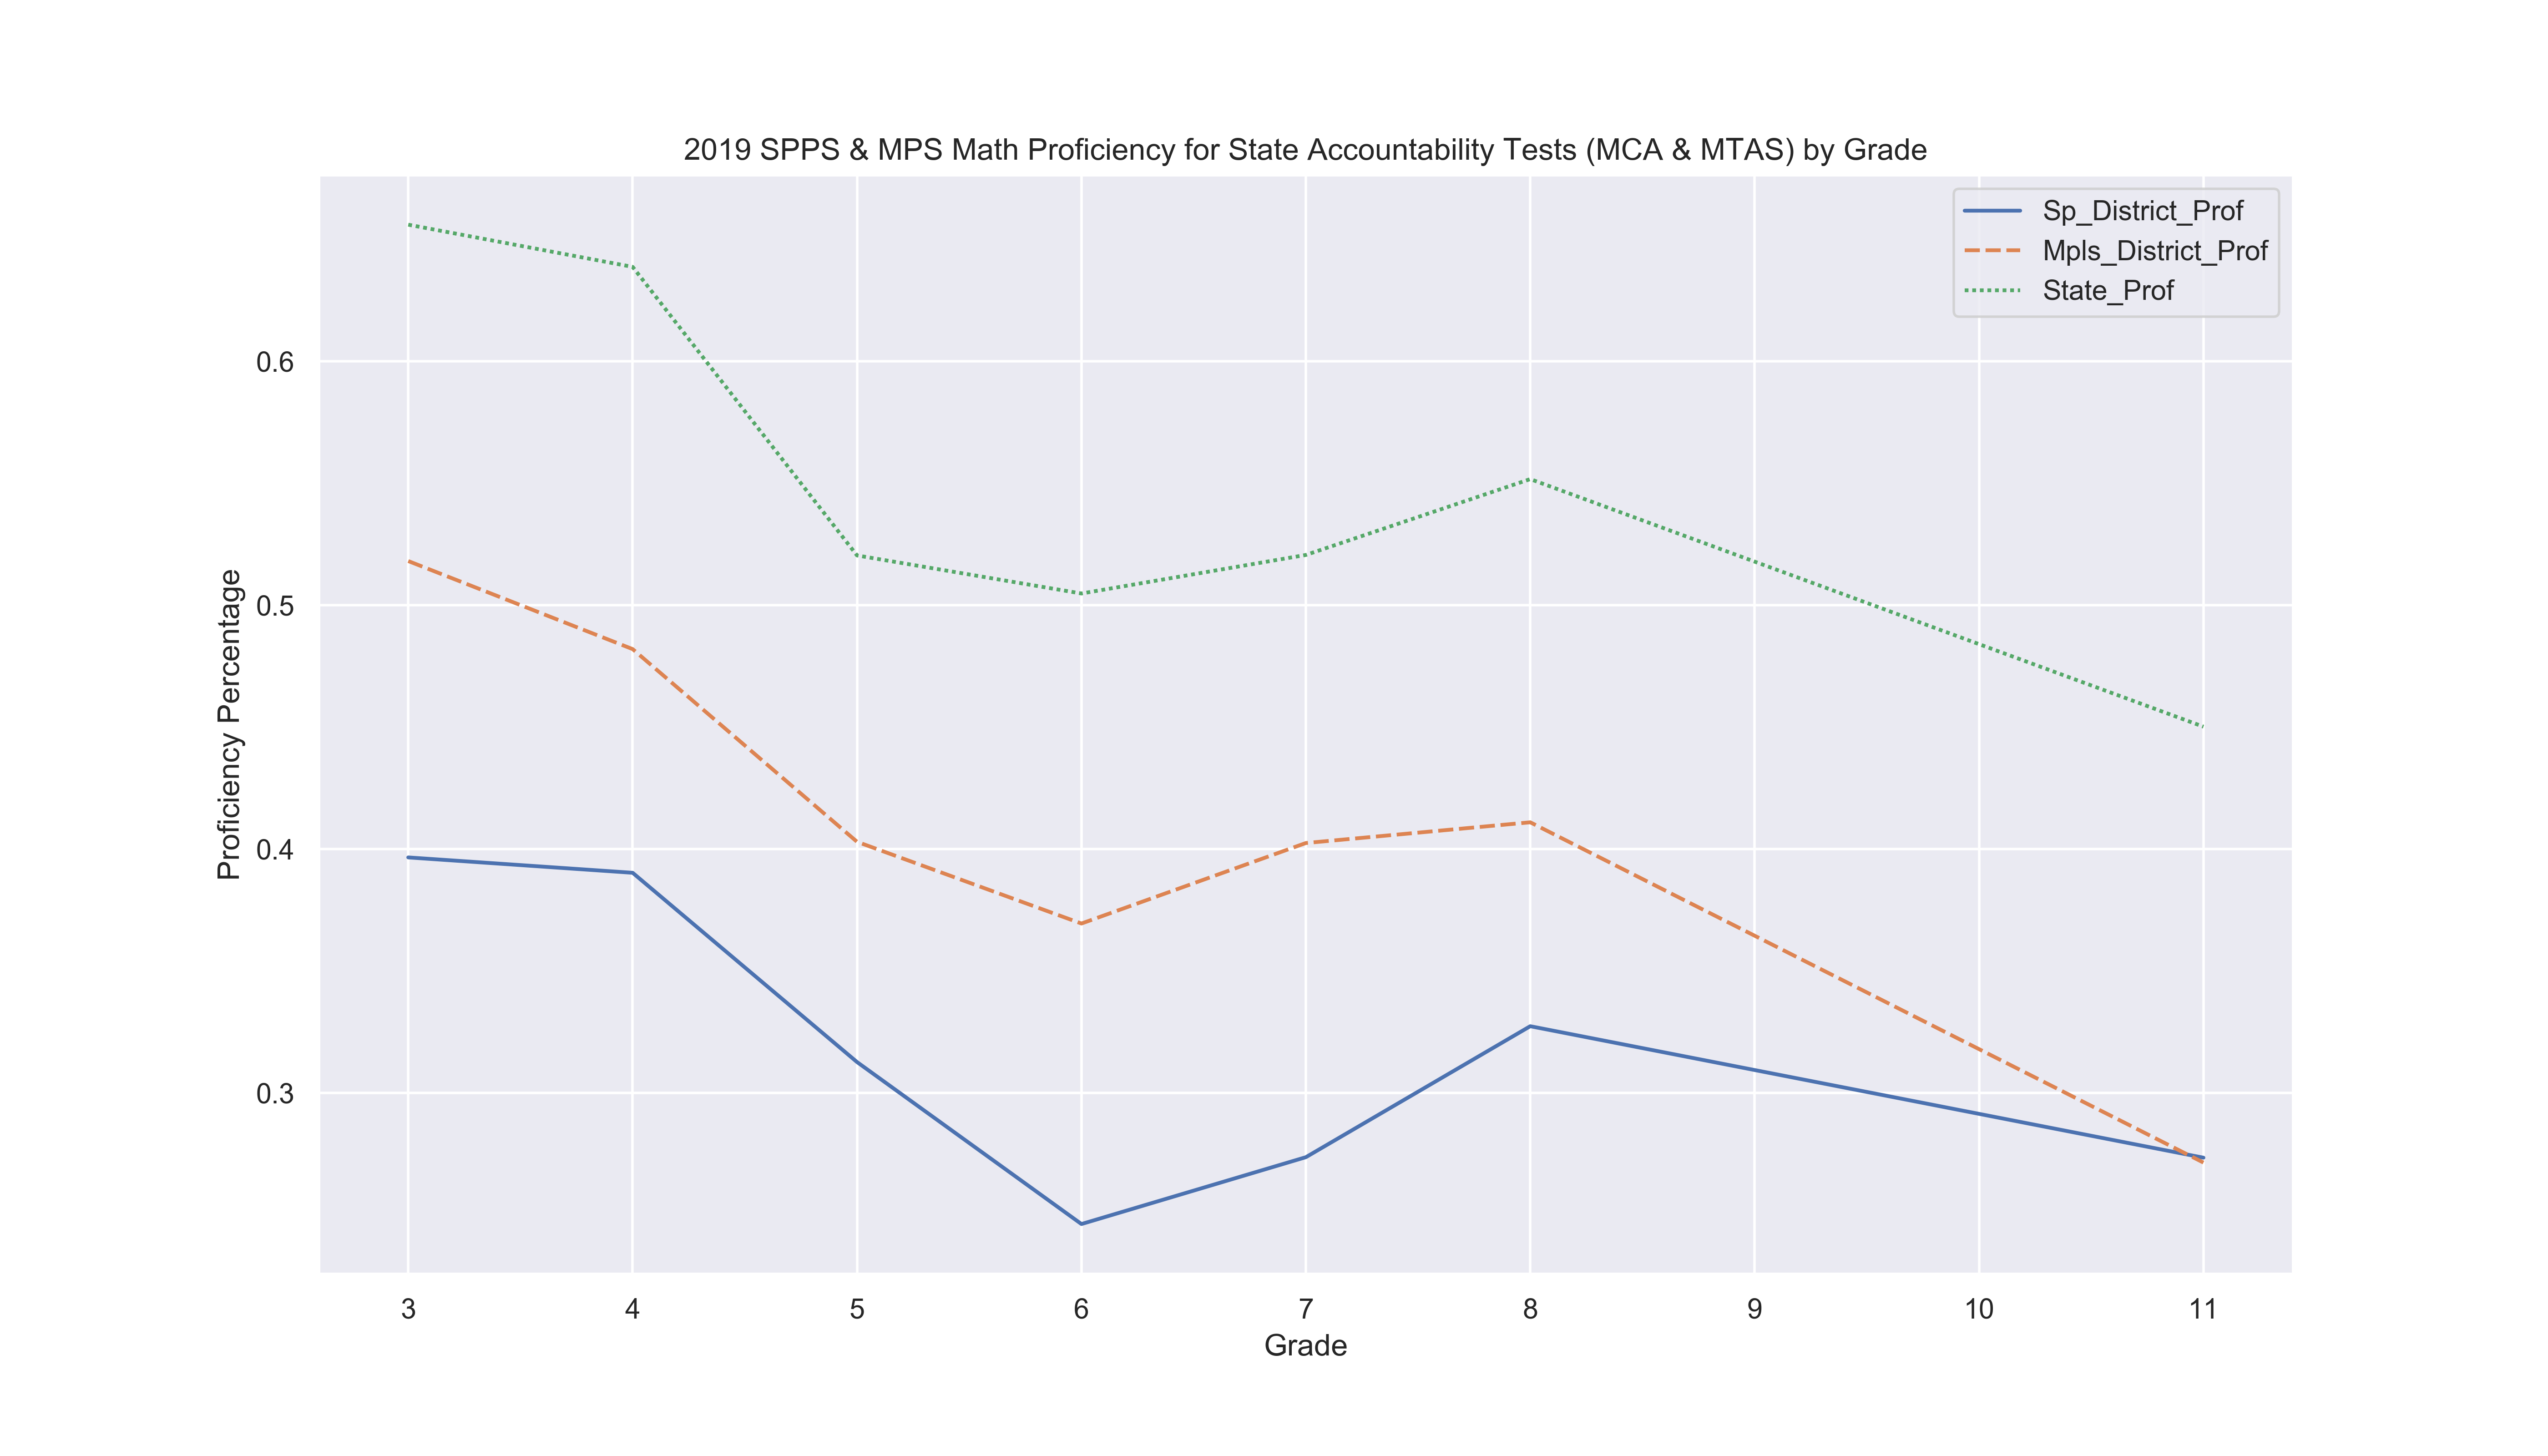 2019 SPPS & MPS Math Proficiency for State Accountability Tests (MCA & MTAS) by Grade
Sp_District_Prof
Mpls_District_Prof
State_Prof
Proficiency Percentage
0.6
0.5
0.4
0.3
3 4 5 6 7 8 9 10 11
Grade